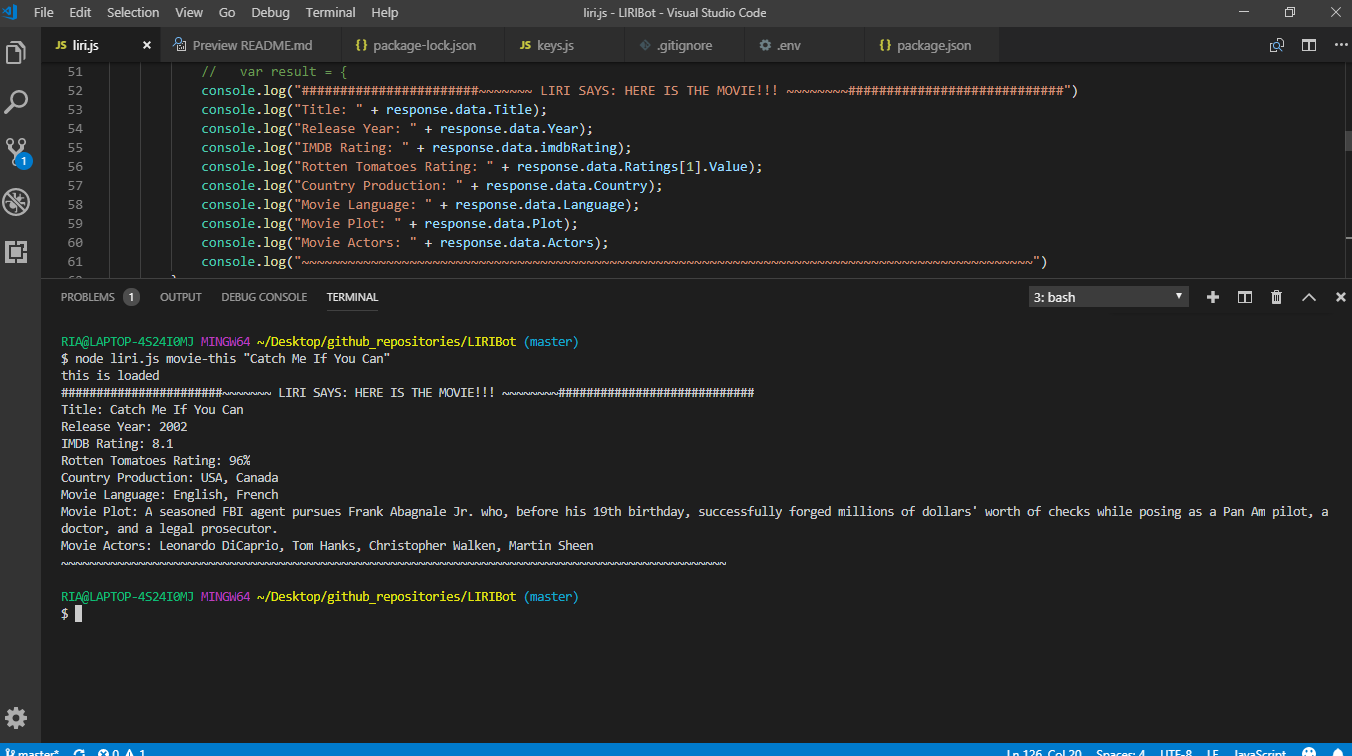 File Edit Selection View Go Debug Terminal Help liri.js - LIRIBot - Visual Studio Code
JS liri.js × Preview README.md {} package-lock.json JS keys.js .gitignore .env {} package.json
51 // var result = {
52 console.log("#######################~~~~~~~ LIRI SAYS: HERE IS THE MOVIE!!! ~~~~~~~~############################")
53 console.log("Title: " + response.data.Title);
54 console.log("Release Year: " + response.data.Year);
55 console.log("IMDB Rating: " + response.data.imdbRating);
56 console.log("Rotten Tomatoes Rating: " + response.data.Ratings[1].Value);
57 console.log("Country Production: " + response.data.Country);
58 console.log("Movie Language: " + response.data.Language);
59 console.log("Movie Plot: " + response.data.Plot);
60 console.log("Movie Actors: " + response.data.Actors);
61 console.log("~~~~~~~~~~~~~~~~~~~~~~~~~~~~~~~~~~~~~~~~~~~~~~~~~~~~~~~~~~~~~~~~~~~~~~~~~~~~~~~~~~~~~~~~~~~~~~~")
1
PROBLEMS 1 OUTPUT DEBUG CONSOLE TERMINAL 3: bash
RIA@LAPTOP-4S24I0MJ MINGW64 ~/Desktop/github_repositories/LIRIBot (master)
$ node liri.js movie-this "Catch Me If You Can"
this is loaded
#######################~~~~~~~ LIRI SAYS: HERE IS THE MOVIE!!! ~~~~~~~~############################
Title: Catch Me If You Can
Release Year: 2002
IMDB Rating: 8.1
Rotten Tomatoes Rating: 96%
Country Production: USA, Canada
Movie Language: English, French
Movie Plot: A seasoned FBI agent pursues Frank Abagnale Jr. who, before his 19th birthday, successfully forged millions of dollars' worth of checks while posing as a Pan Am pilot, a
doctor, and a legal prosecutor.
Movie Actors: Leonardo DiCaprio, Tom Hanks, Christopher Walken, Martin Sheen
~~~~~~~~~~~~~~~~~~~~~~~~~~~~~~~~~~~~~~~~~~~~~~~~~~~~~~~~~~~~~~~~~~~~~~~~~~~~~~~~~~~~~~~~~~~~~~~
RIA@LAPTOP-4S24I0MJ MINGW64 ~/Desktop/github_repositories/LIRIBot (master)
$
master* 0 1 Ln 126, Col 20 Spaces: 4 UTF-8 LF JavaScript